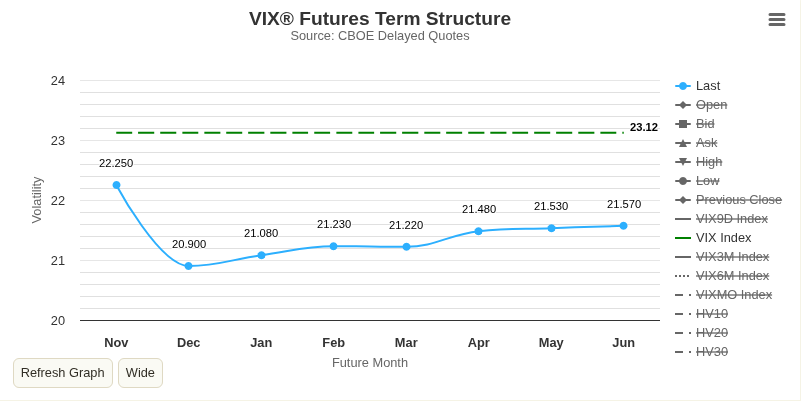 VIX® Futures Term Structure
Source: CBOE Delayed Quotes
24
23
22
21
20
Volatility
23.12
22.250
20.900
21.080
21.230
21.220
21.480
21.530
21.570
Nov Dec Jan Feb Mar Apr May Jun
Future Month
Last
Open
Bid
Ask
High
Low
Previous Close
VIX9D Index
VIX Index
VIX3M Index
VIX6M Index
VIXMO Index
HV10
HV20
HV30
Refresh Graph Wide